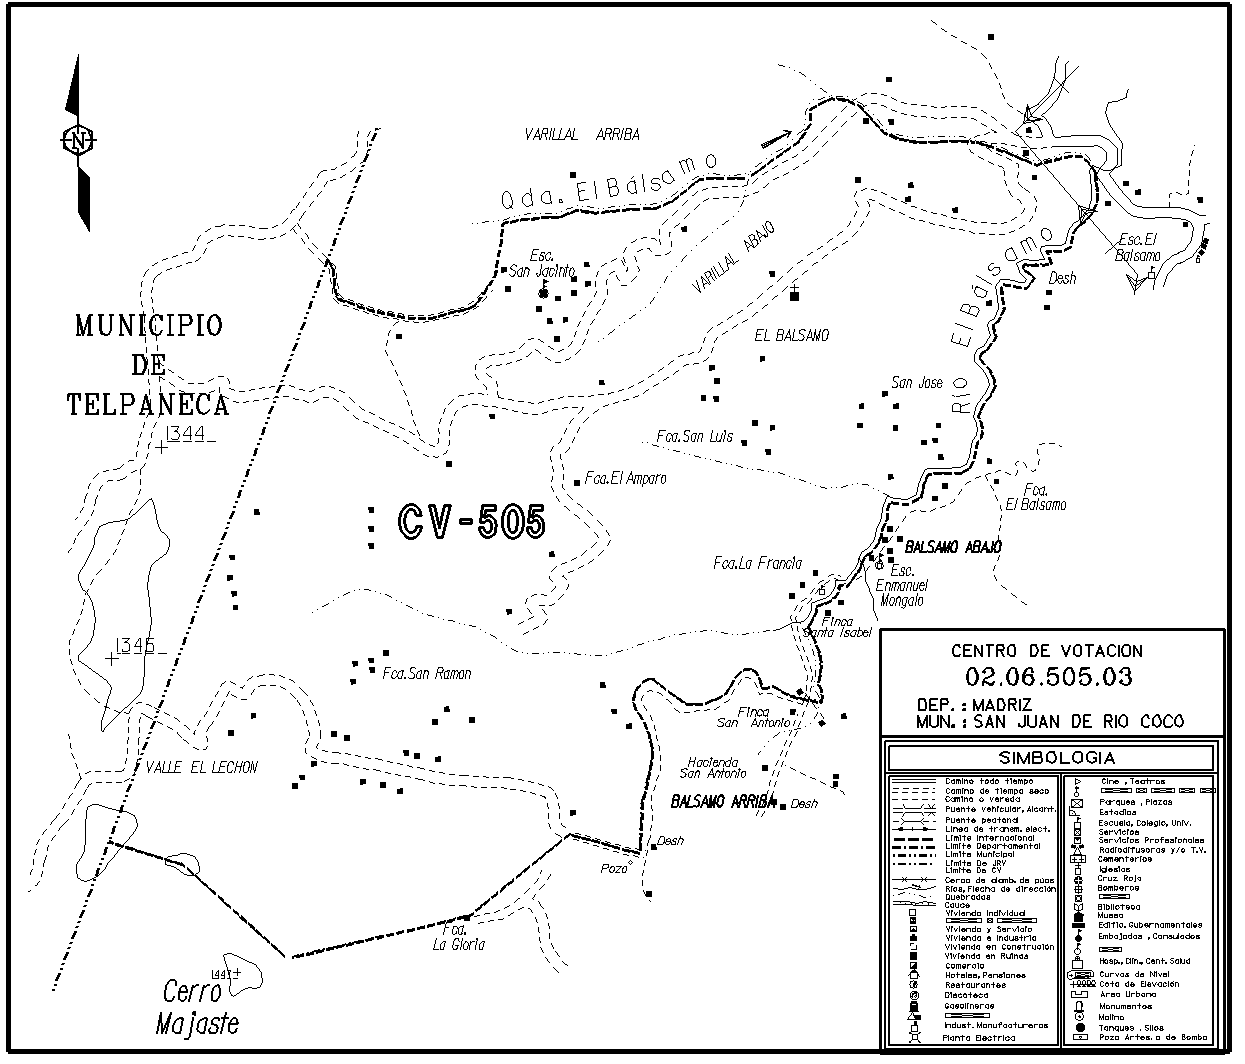 N
VARILLAL ARRIBA
Qda. El Bálsamo
Esc.
San Jacinto
VARILLAL ABAJO
Esc. El
Balsamo
Desh
RIO El Bálsamo
MUNICIPIO
DE
TELPANECA
1344
EL BALSAMO
San Jose
Fca. San Luis
Fca. El Amparo
CV-505
Fca.
El Balsamo
BALSAMO ABAJO
Fca. La Francia
Esc.
Enmanuel
Mongalo
Finca
Santa Isabel
1345
Fca. San Ramon
Finca
San Antonio
VALLE EL LECHON
Hacienda
San Antonio
BALSAMO ARRIBA
Desh
Desh
Pozo
Fca.
La Gloria
Cerro
Majaste
CENTRO DE VOTACION
02.06.505.03
DEP. : MADRIZ
MUN. : SAN JUAN DE RIO COCO
SIMBOLOGIA
Camino todo tiempo
Camino de tiempo seco
Camino o vereda
Puente vehicular, Alcant.
Puente peatonal
Linea de transm. elect.
Limite Internacional
Limite Departamental
Limite Municipal
Limite De JRV
Limite De CV
Cerco de alamb. de púas
Rios, Flecha de dirección
Quebradas
Cauce
Vivienda Individual
Vivienda y Servicio
Vivienda e Industria
Vivienda en Construción
Vivienda en Ruinas
Comercio
Hoteles, Pensiones
Restaurantes
Discoteca
Gasolineras
Indust. Manufactureras
Planta Electrica
Cine , Teatros
Parques , Plazas
Estadios
Escuela, Colegio, Univ.
Servicios
Servicios Profesionales
Radiodifusoras y/o T.V.
Cementerios
Iglesias
Cruz Roja
Bomberos
Biblioteca
Museo
Edific. Gubernamentales
Embajadas , Consulados
Hosp., Clin., Cent. Salud
Curvas de Nivel
Cota de Elevación
Area Urbana
Monumentos
Molino
Tanques , Silos
Pozo Artes. o de Bomba